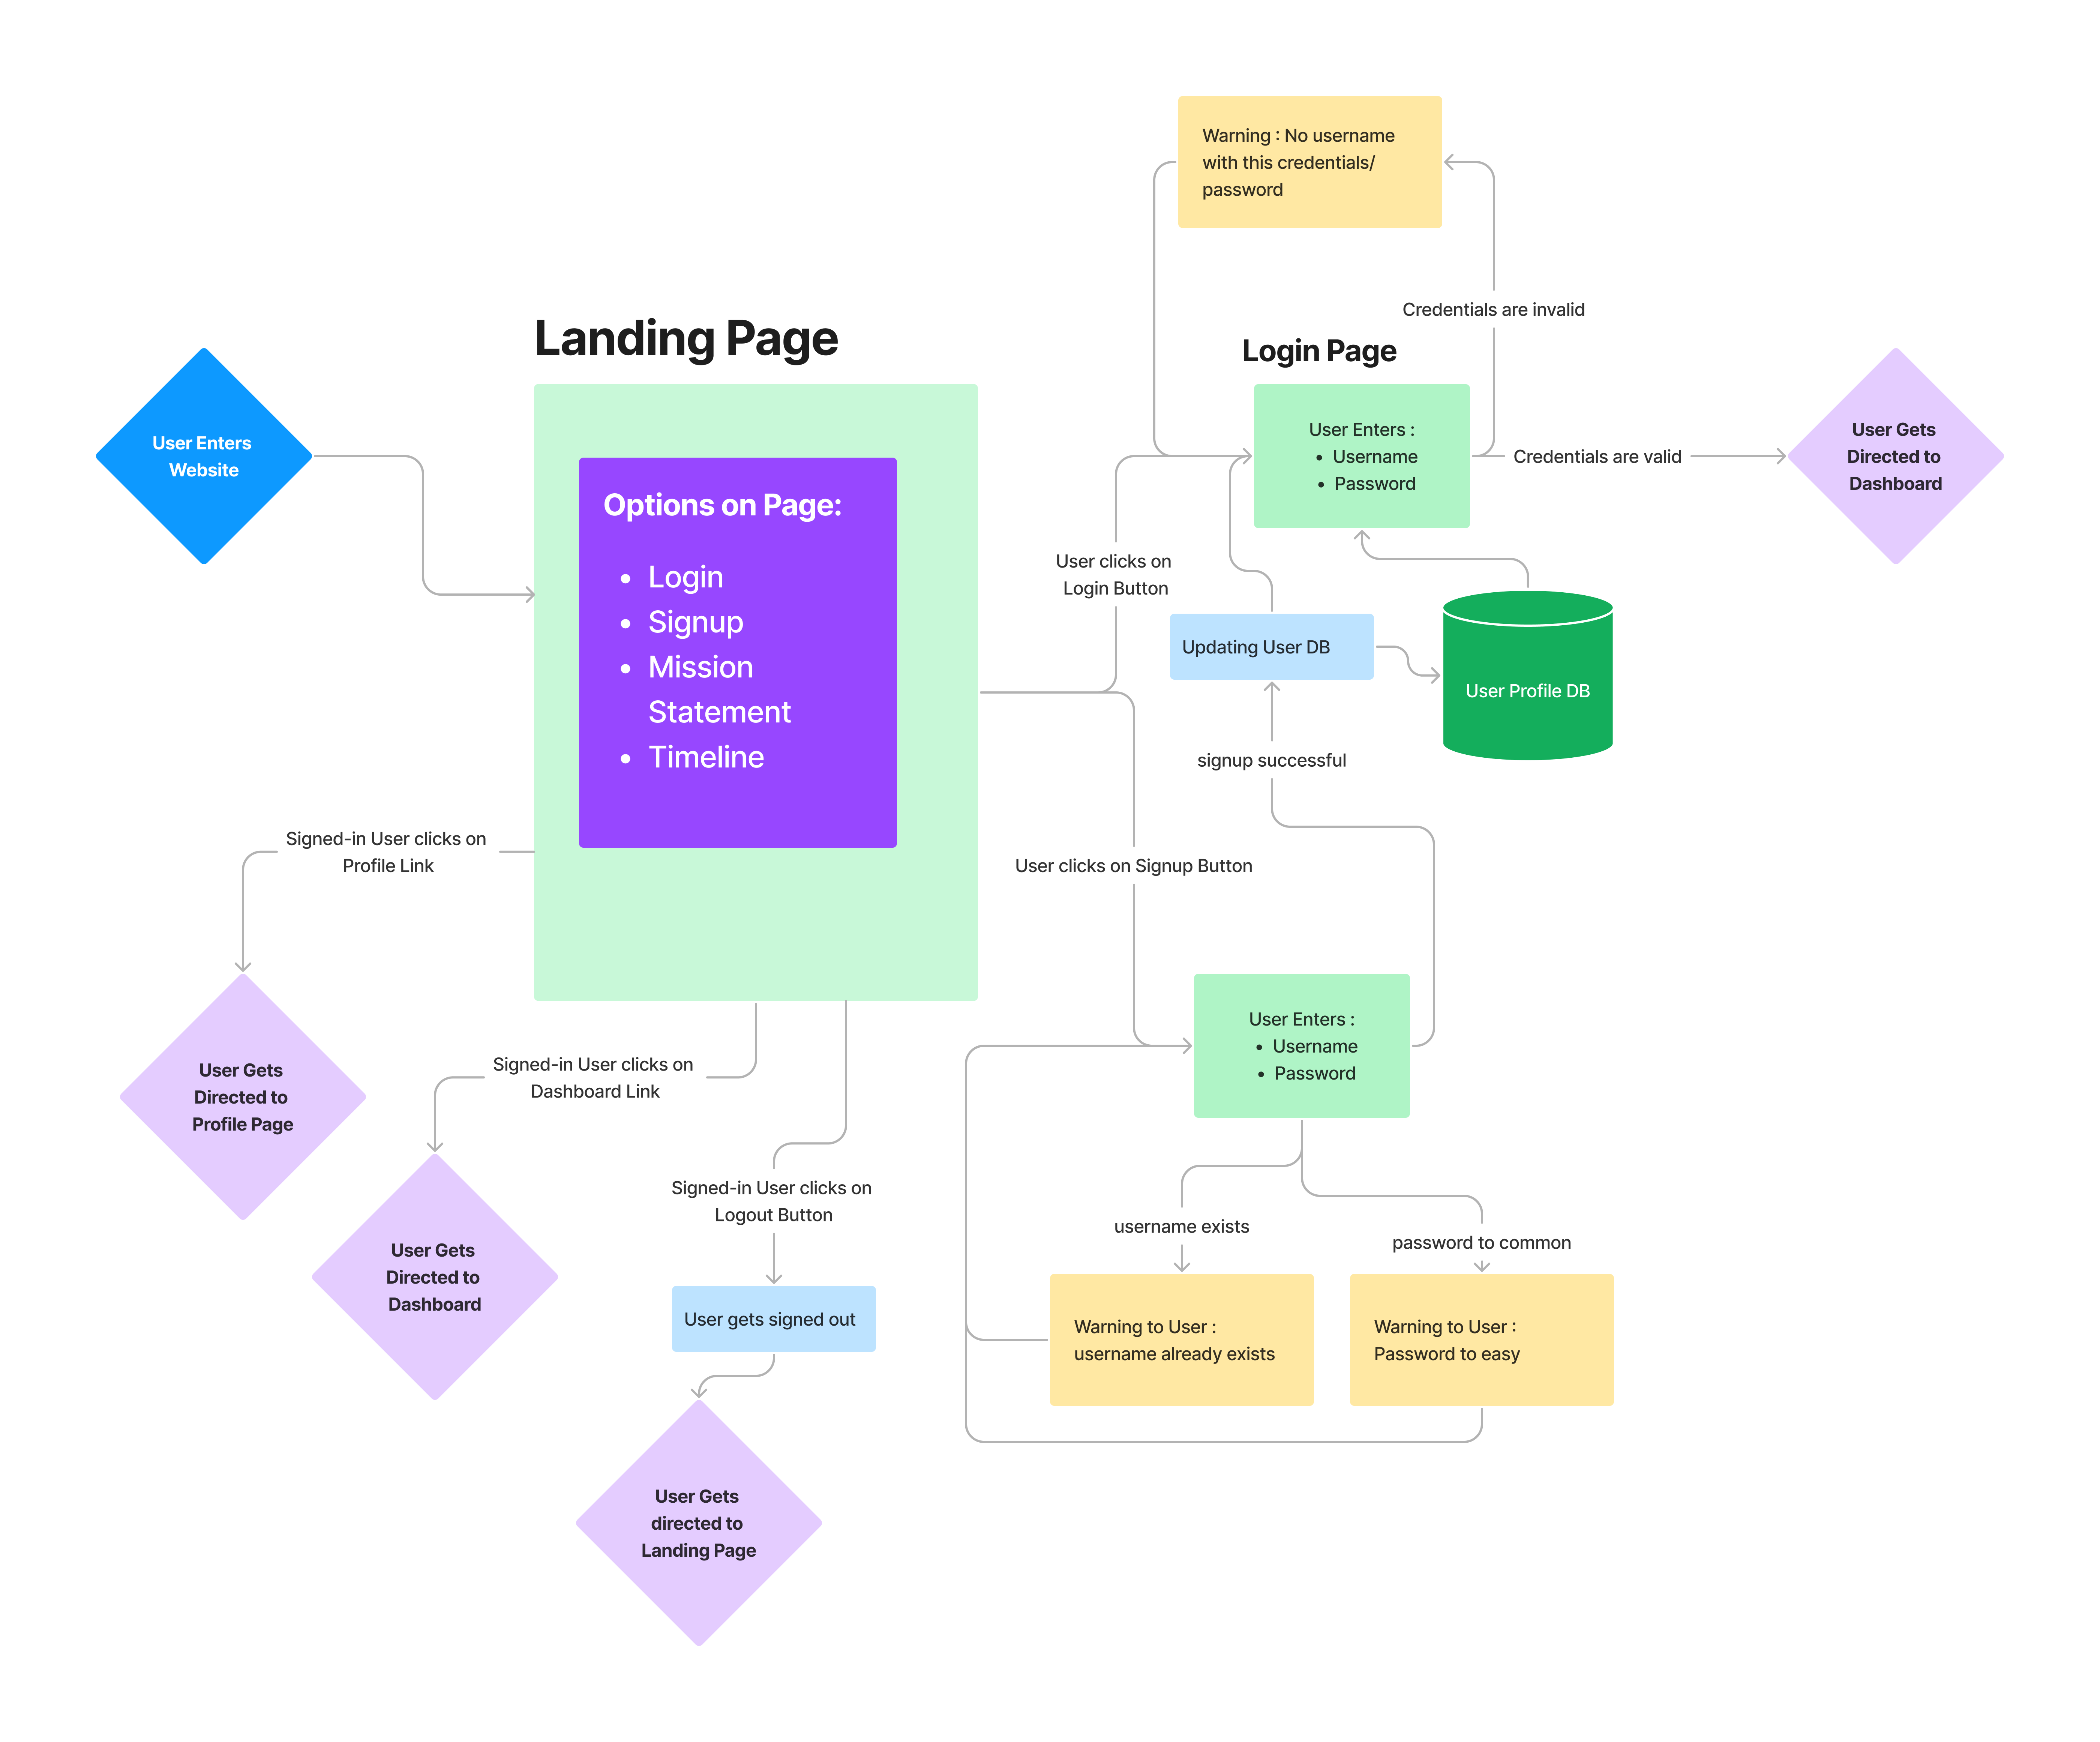 Warning : No username
with this credentials/
password
Credentials are invalid
Landing Page
Login Page
User Enters
Website
User Enters :
• Username
• Password
Credentials are valid
User Gets
Directed to
Dashboard
Options on Page:
• Login
• Signup
• Mission
Statement
• Timeline
User clicks on
Login Button
Updating User DB
User Profile DB
signup successful
Signed-in User clicks on
Profile Link
User clicks on Signup Button
User Enters :
• Username
• Password
User Gets
Directed to
Profile Page
Signed-in User clicks on
Dashboard Link
User Gets
Directed to
Dashboard
Signed-in User clicks on
Logout Button
username exists
password to common
User gets signed out
Warning to User :
username already exists
Warning to User :
Password to easy
User Gets
directed to
Landing Page